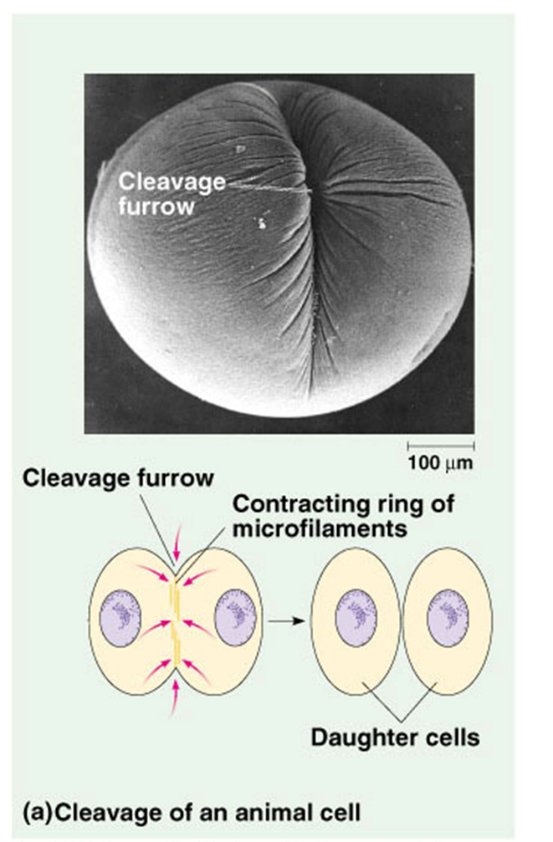 Cleavage
furrow
100 µm
Cleavage furrow
Contracting ring of
microfilaments
Daughter cells
(a)Cleavage of an animal cell